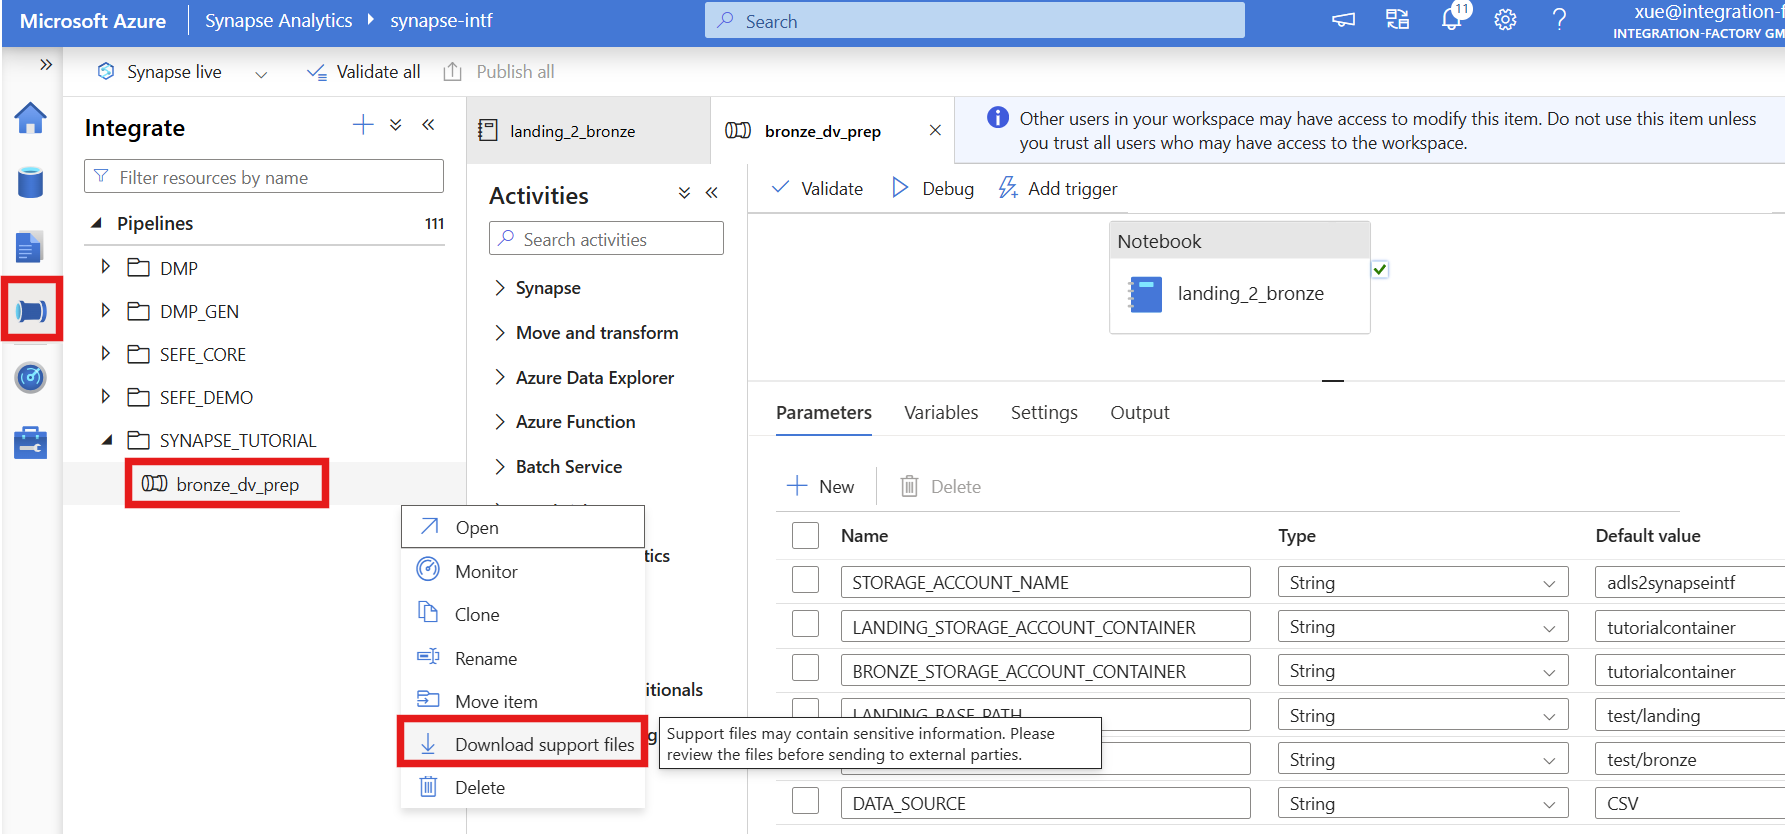 Microsoft Azure
Synapse Analytics
synapse-intf
Search
11
xue@integration-f
INTEGRATION-FACTORY GM
Synapse live
Validate all
Publish all
Integrate
Filter resources by name
Pipelines
111
DMP
DMP_GEN
SEFE_CORE
SEFE_DEMO
SYNAPSE_TUTORIAL
bronze_dv_prep
Open
Monitor
Clone
Rename
Move item
Download support files
Delete
Support files may contain sensitive information. Please
review the files before sending to external parties.
landing_2_bronze
bronze_dv_prep
Other users in your workspace may have access to modify this item. Do not use this item unless
you trust all users who may have access to the workspace.
Activities
Search activities
Synapse
Move and transform
Azure Data Explorer
Azure Function
Batch Service
tics
itionals
g
Validate
Debug
Add trigger
Notebook
landing_2_bronze
Parameters
Variables
Settings
Output
New
Delete
Name
Type
Default value
STORAGE_ACCOUNT_NAME
String
adls2synapseintf
LANDING_STORAGE_ACCOUNT_CONTAINER
String
tutorialcontainer
BRONZE_STORAGE_ACCOUNT_CONTAINER
String
tutorialcontainer
LANDING_BASE_PATH
String
test/landing
String
test/bronze
DATA_SOURCE
String
CSV